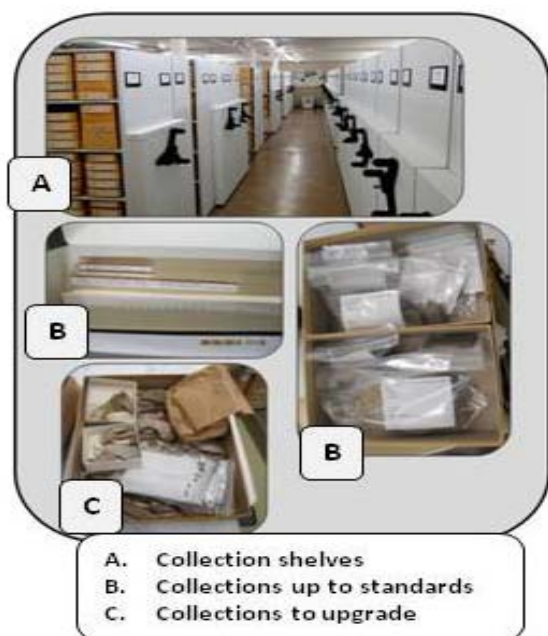 A
B
B
C
A. Collection shelves
B. Collections up to standards
C. Collections to upgrade